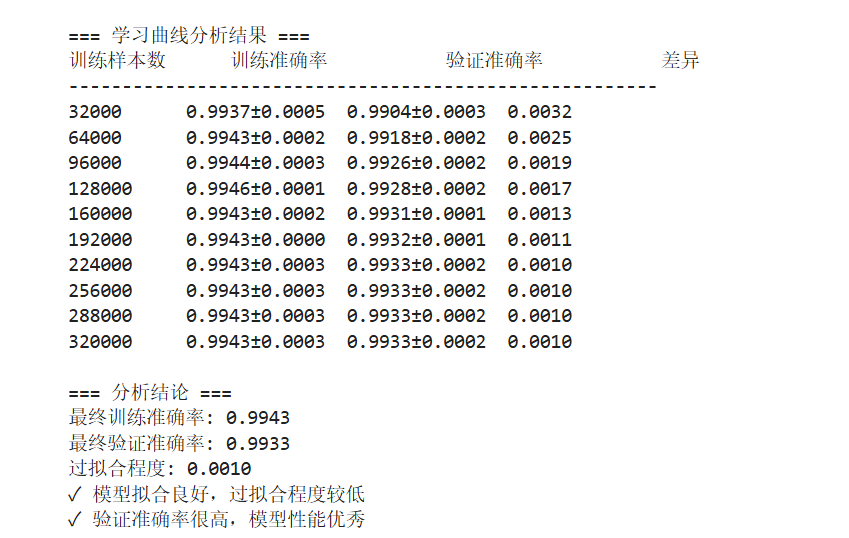 === 学习曲线分析结果 ===
训练样本数 训练准确率 验证准确率 差异
-------------------------------------------------------
32000 0.9937±0.0005 0.9904±0.0003 0.0032
64000 0.9943±0.0002 0.9918±0.0002 0.0025
96000 0.9944±0.0003 0.9926±0.0002 0.0019
128000 0.9946±0.0001 0.9928±0.0002 0.0017
160000 0.9943±0.0002 0.9931±0.0001 0.0013
192000 0.9943±0.0000 0.9932±0.0001 0.0011
224000 0.9943±0.0003 0.9933±0.0002 0.0010
256000 0.9943±0.0003 0.9933±0.0002 0.0010
288000 0.9943±0.0003 0.9933±0.0002 0.0010
320000 0.9943±0.0003 0.9933±0.0002 0.0010
=== 分析结论 ===
最终训练准确率: 0.9943
最终验证准确率: 0.9933
过拟合程度: 0.0010
✓ 模型拟合良好，过拟合程度较低
✓ 验证准确率很高，模型性能优秀